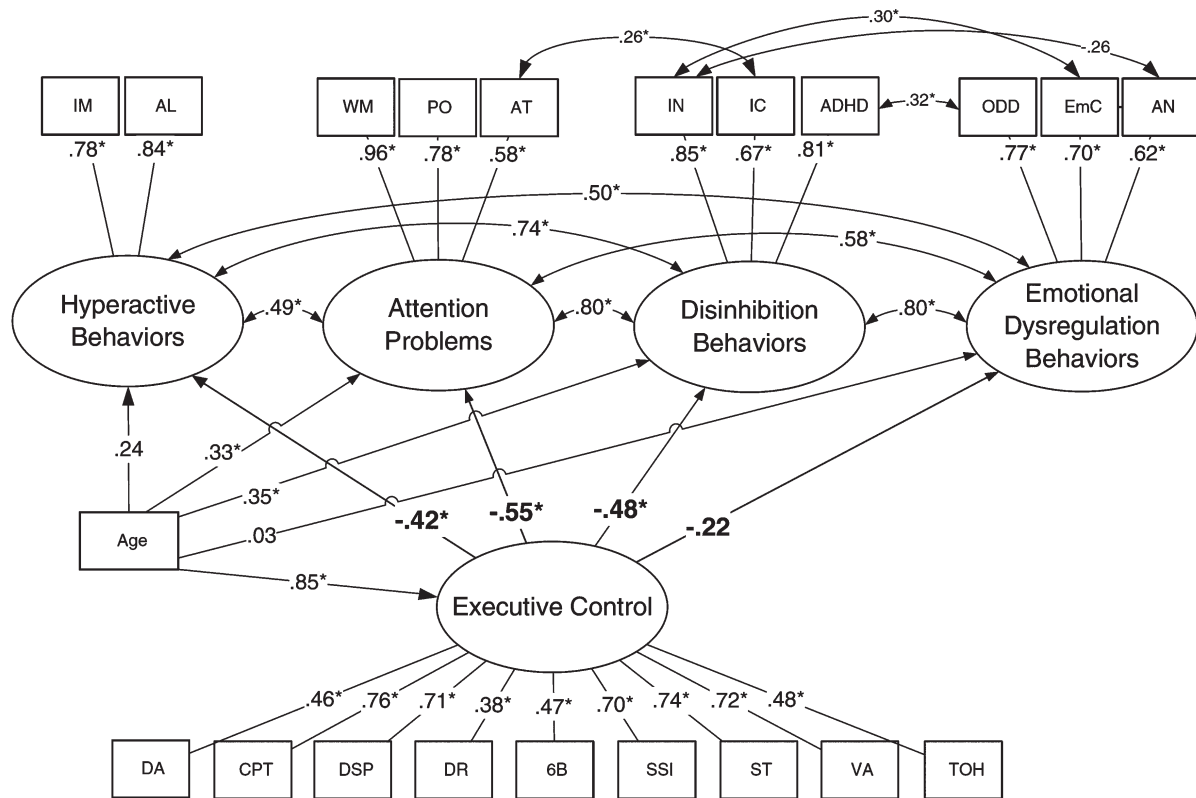 .30*
.26*
-.26
IM
AL
WM
PO
AT
IN
IC
ADHD
.32*
ODD
EmC
AN
.78*
.84*
.96*
.78*
.58*
.85*
.67*
.81*
.77*
.70*
.62*
.50*
.74*
.58*
Hyperactive
Behaviors
.49*
Attention
Problems
.80*
Disinhibition
Behaviors
.80*
Emotional
Dysregulation
Behaviors
.24
.33*
.35*
.03
-.42*
-.55*
-.48*
-.22
Age
.85*
Executive Control
.46*
.76*
.71*
.38*
.47*
.70*
.74*
.72*
.48*
DA
CPT
DSP
DR
6B
SSI
ST
VA
TOH